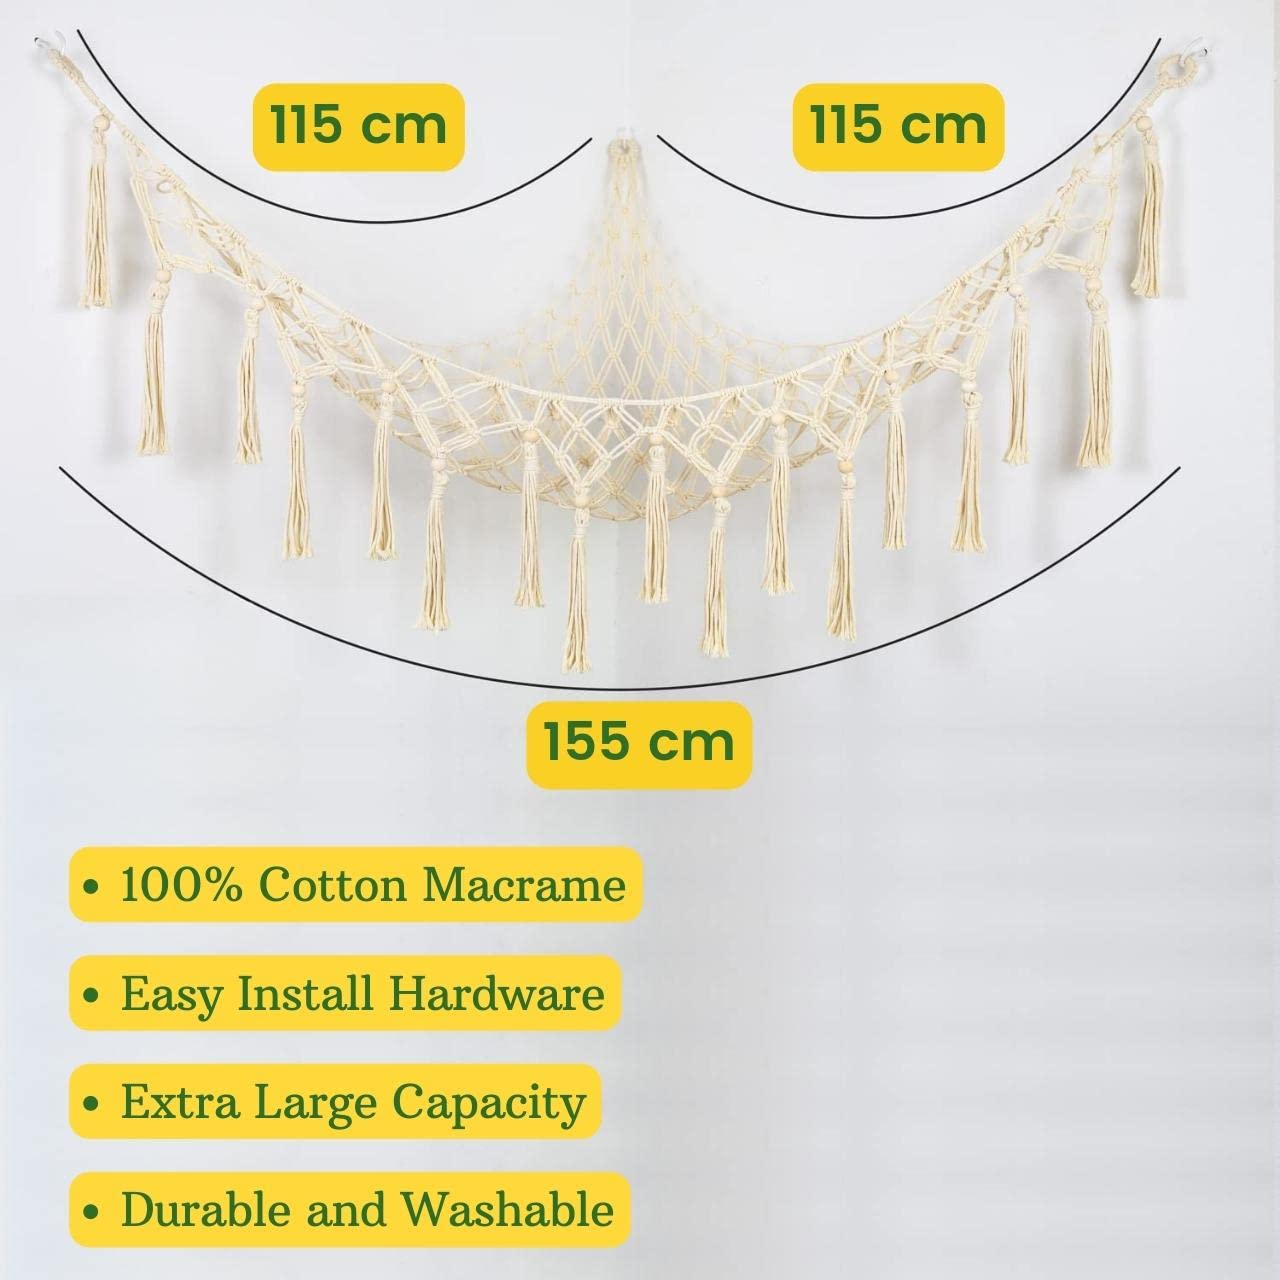 115 cm
115 cm
155 cm
• 100% Cotton Macrame
• Easy Install Hardware
• Extra Large Capacity
• Durable and Washable